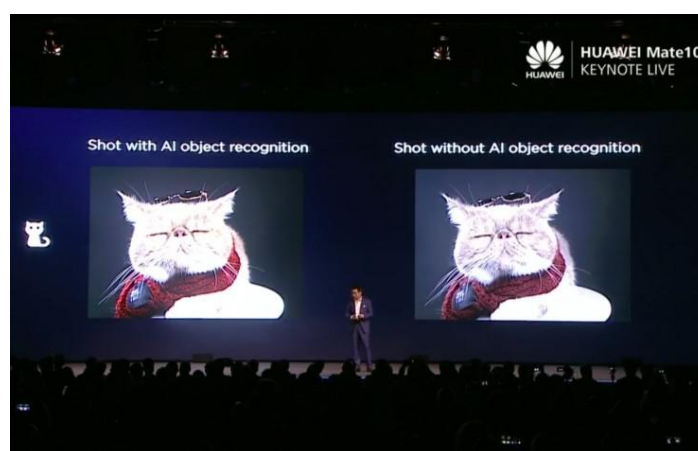 HUAWEI
HUAWEI Mate10
KEYNOTE LIVE
Shot with AI object recognition
Shot without AI object recognition